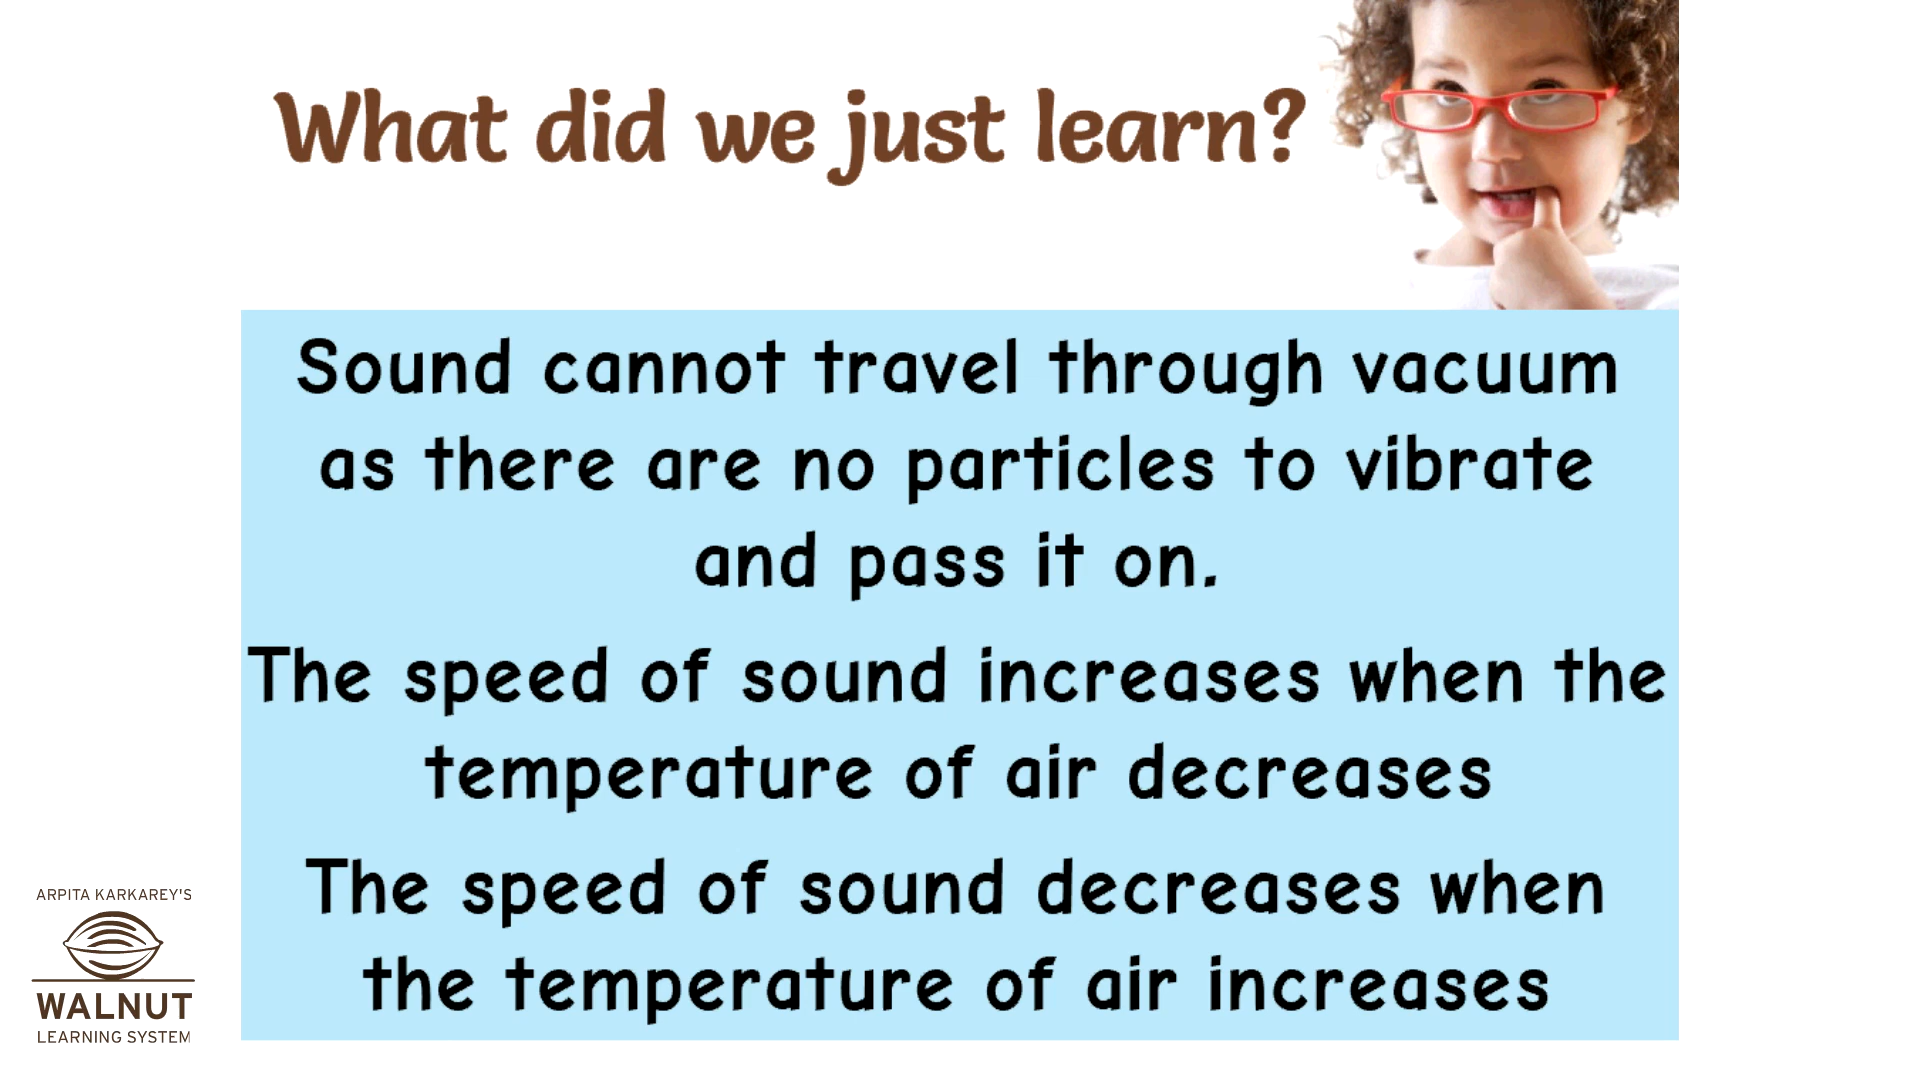 What did we just learn?
Sound cannot travel through vacuum
as there are no particles to vibrate
and pass it on.
The speed of sound increases when the
temperature of air decreases
The speed of sound decreases when
the temperature of air increases
ARPITA KARKAREY'S
WALNUT
LEARNING SYSTEM